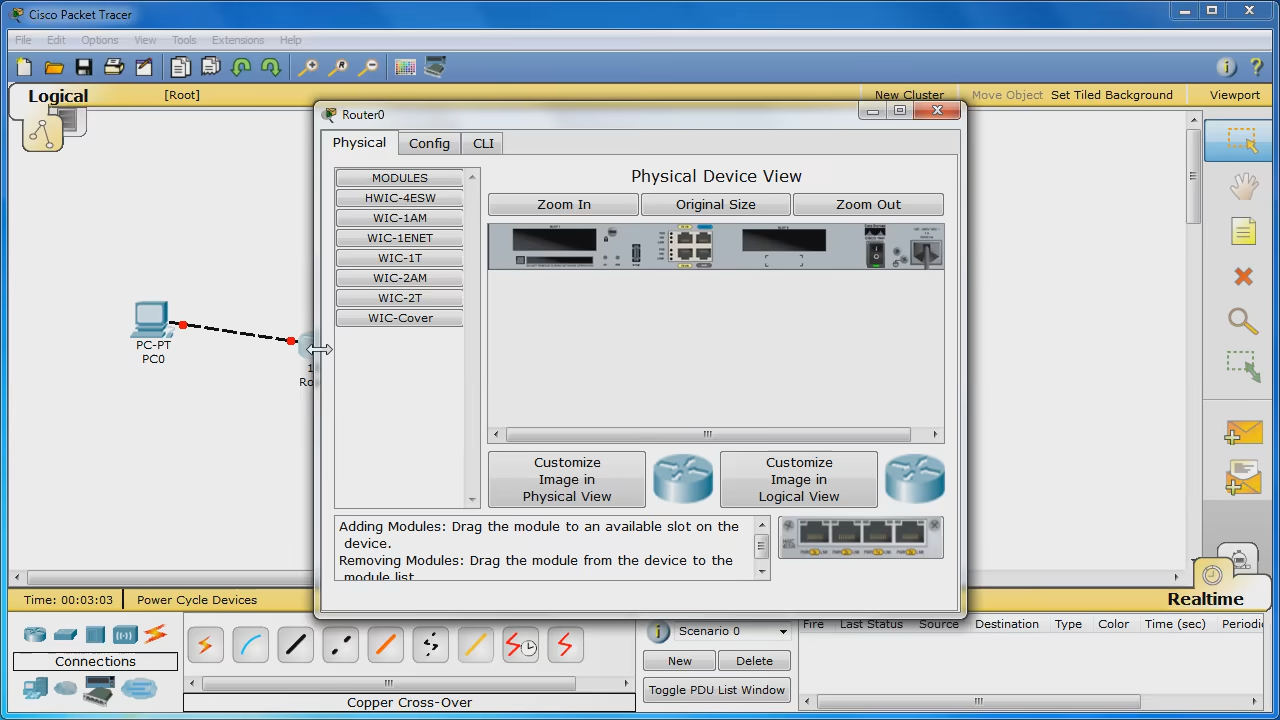 Cisco Packet Tracer
File Edit Options View Tools Extensions Help
Logical
[Root]
New Cluster
Move Object
Set Tiled Background
Viewport
Router0
Physical
Config
CLI
MODULES
HWIC-4ESW
WIC-1AM
WIC-1ENET
WIC-1T
WIC-2AM
WIC-2T
WIC-Cover
Physical Device View
Zoom In
Original Size
Zoom Out
PC-PT
PC0
1
Ro
Customize
Image in
Physical View
Customize
Image in
Logical View
Adding Modules: Drag the module to an available slot on the
device.
Removing Modules: Drag the module from the device to the
module list
Time: 00:03:03
Power Cycle Devices
Realtime
Connections
Copper Cross-Over
Scenario 0
New
Delete
Toggle PDU List Window
Fire Last Status Source Destination Type Color Time (sec) Periodi